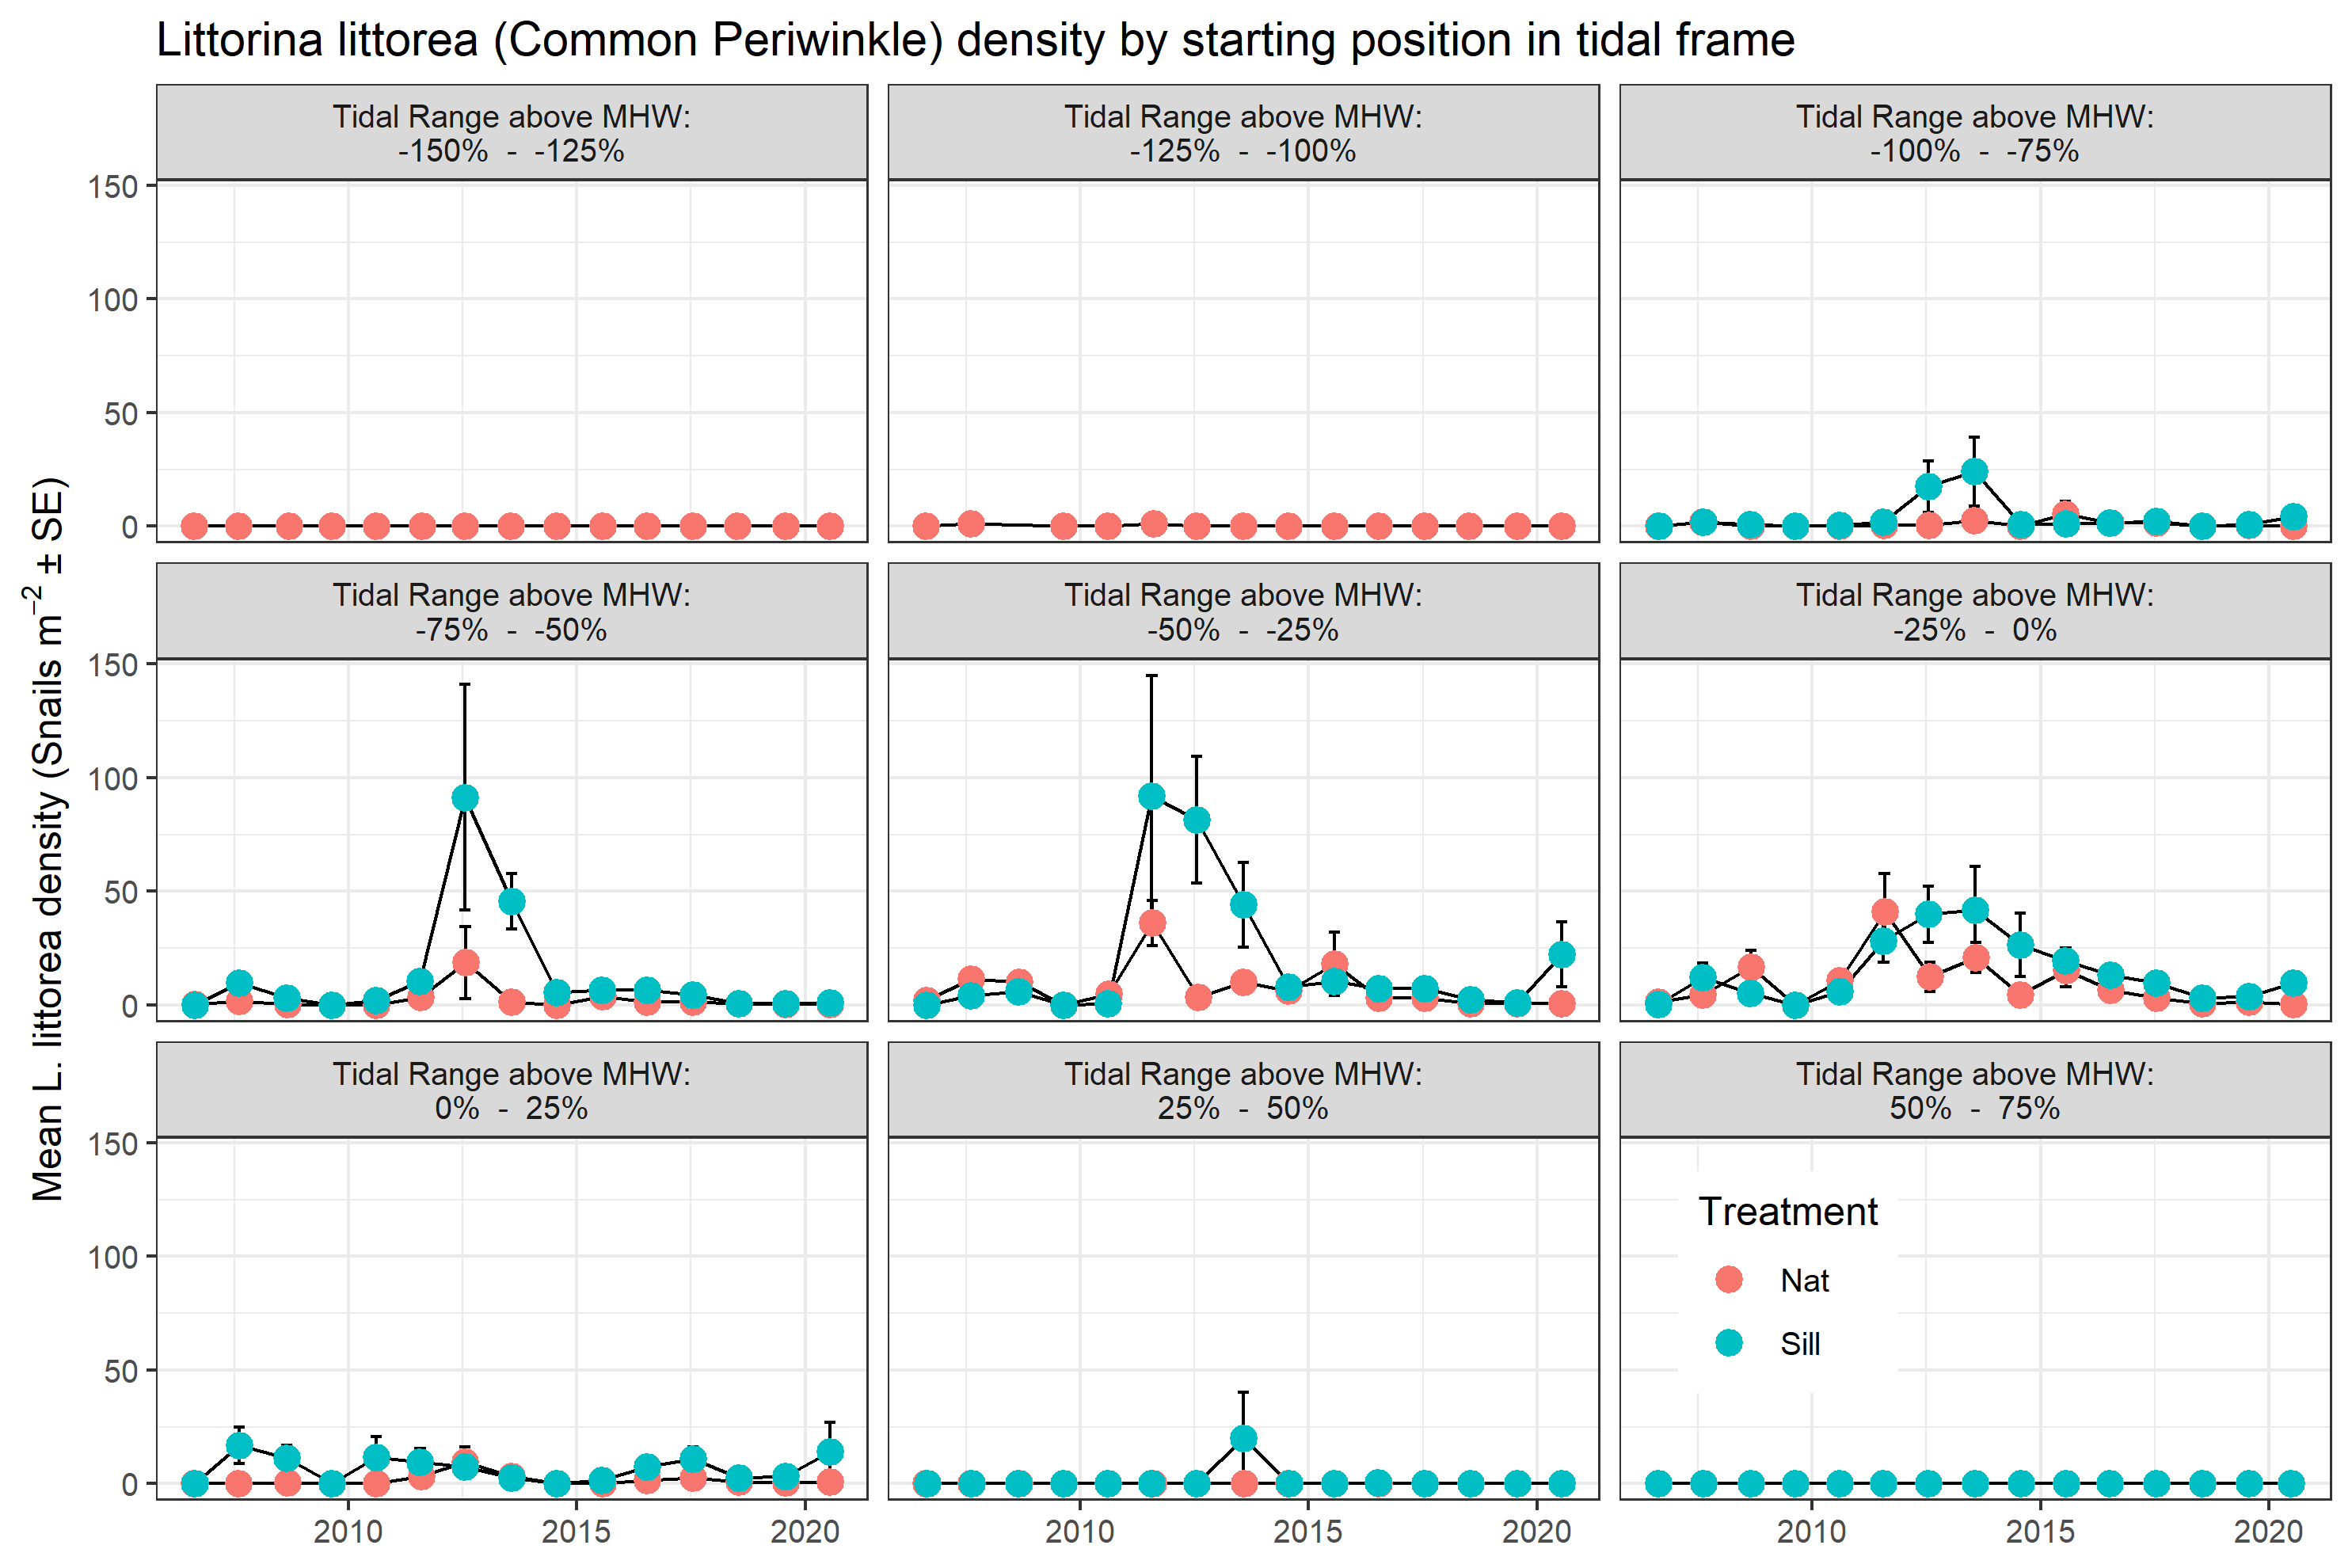 Littorina littorea (Common Periwinkle) density by starting position in tidal frame
Mean L. littorea density (Snails m⁻² ± SE)
Tidal Range above MHW:
-150% - -125%
Tidal Range above MHW:
-125% - -100%
Tidal Range above MHW:
-100% - -75%
150
100
50
0
Tidal Range above MHW:
-75% - -50%
Tidal Range above MHW:
-50% - -25%
Tidal Range above MHW:
-25% - 0%
150
100
50
0
Tidal Range above MHW:
0% - 25%
Tidal Range above MHW:
25% - 50%
Tidal Range above MHW:
50% - 75%
150
100
50
0
Treatment
Nat
Sill
2010 2015 2020
2010 2015 2020
2010 2015 2020